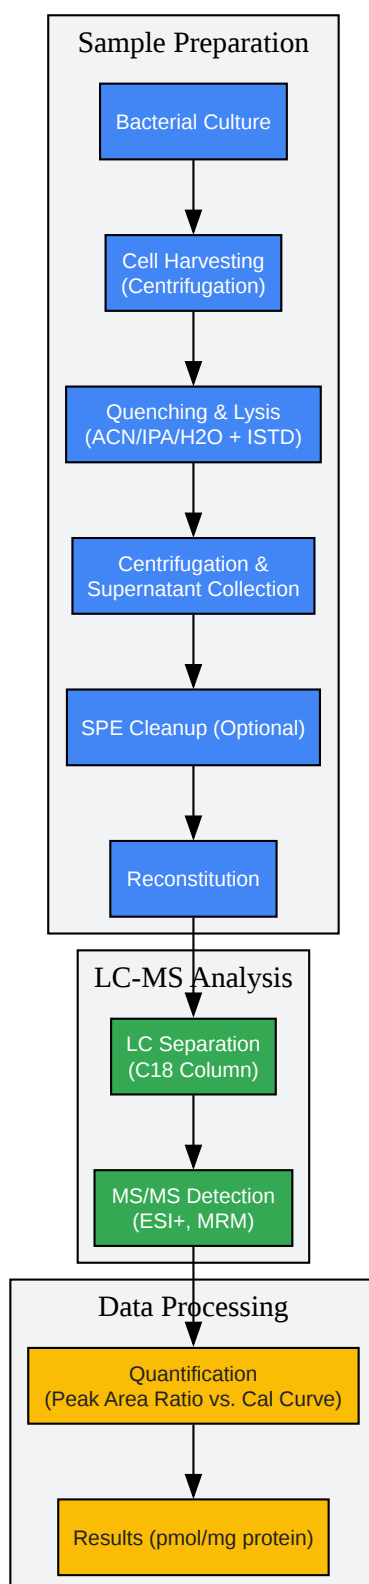 Sample Preparation
Bacterial Culture
Cell Harvesting
(Centrifugation)
Quenching & Lysis
(ACN/IPA/H2O + ISTD)
Centrifugation &
Supernatant Collection
SPE Cleanup (Optional)
Reconstitution
LC-MS Analysis
LC Separation
(C18 Column)
MS/MS Detection
(ESI+, MRM)
Data Processing
Quantification
(Peak Area Ratio vs. Cal Curve)
Results (pmol/mg protein)